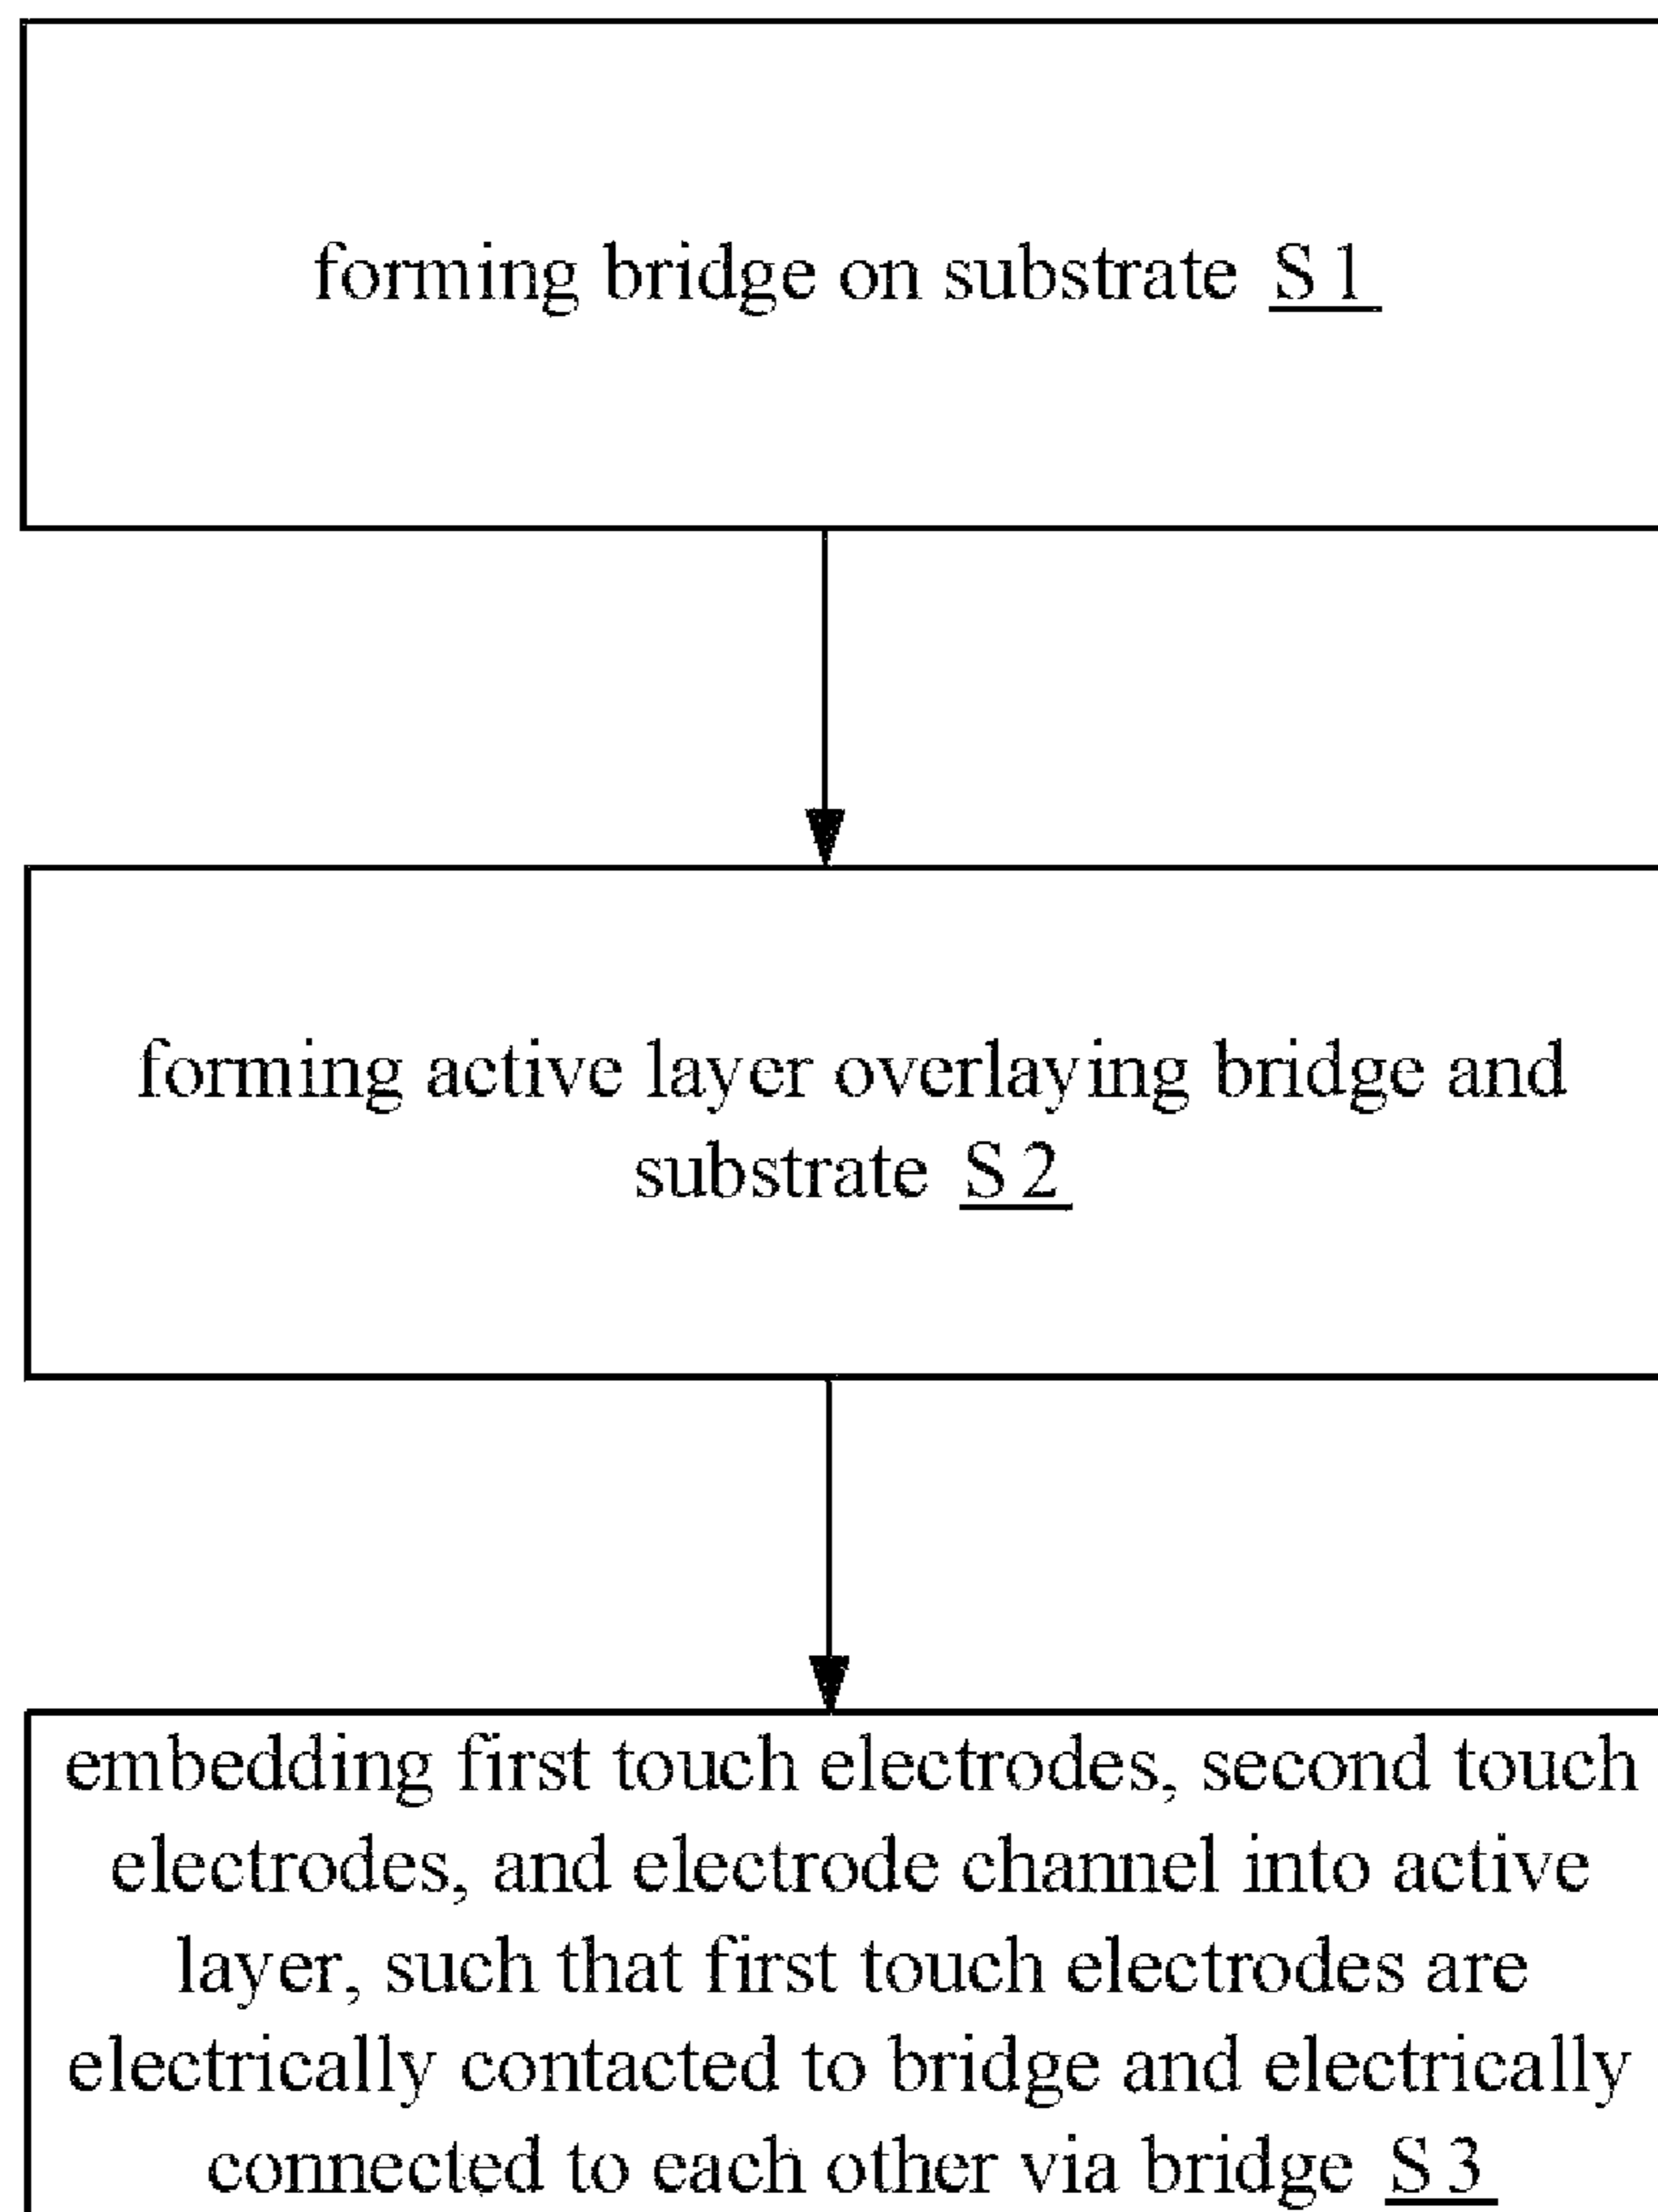 forming bridge on substrate S1
forming active layer overlaying bridge and
substrate S2
embedding first touch electrodes, second touch
electrodes, and electrode channel into active
layer, such that first touch electrodes are
electrically contacted to bridge and electrically
connected to each other via bridge S3